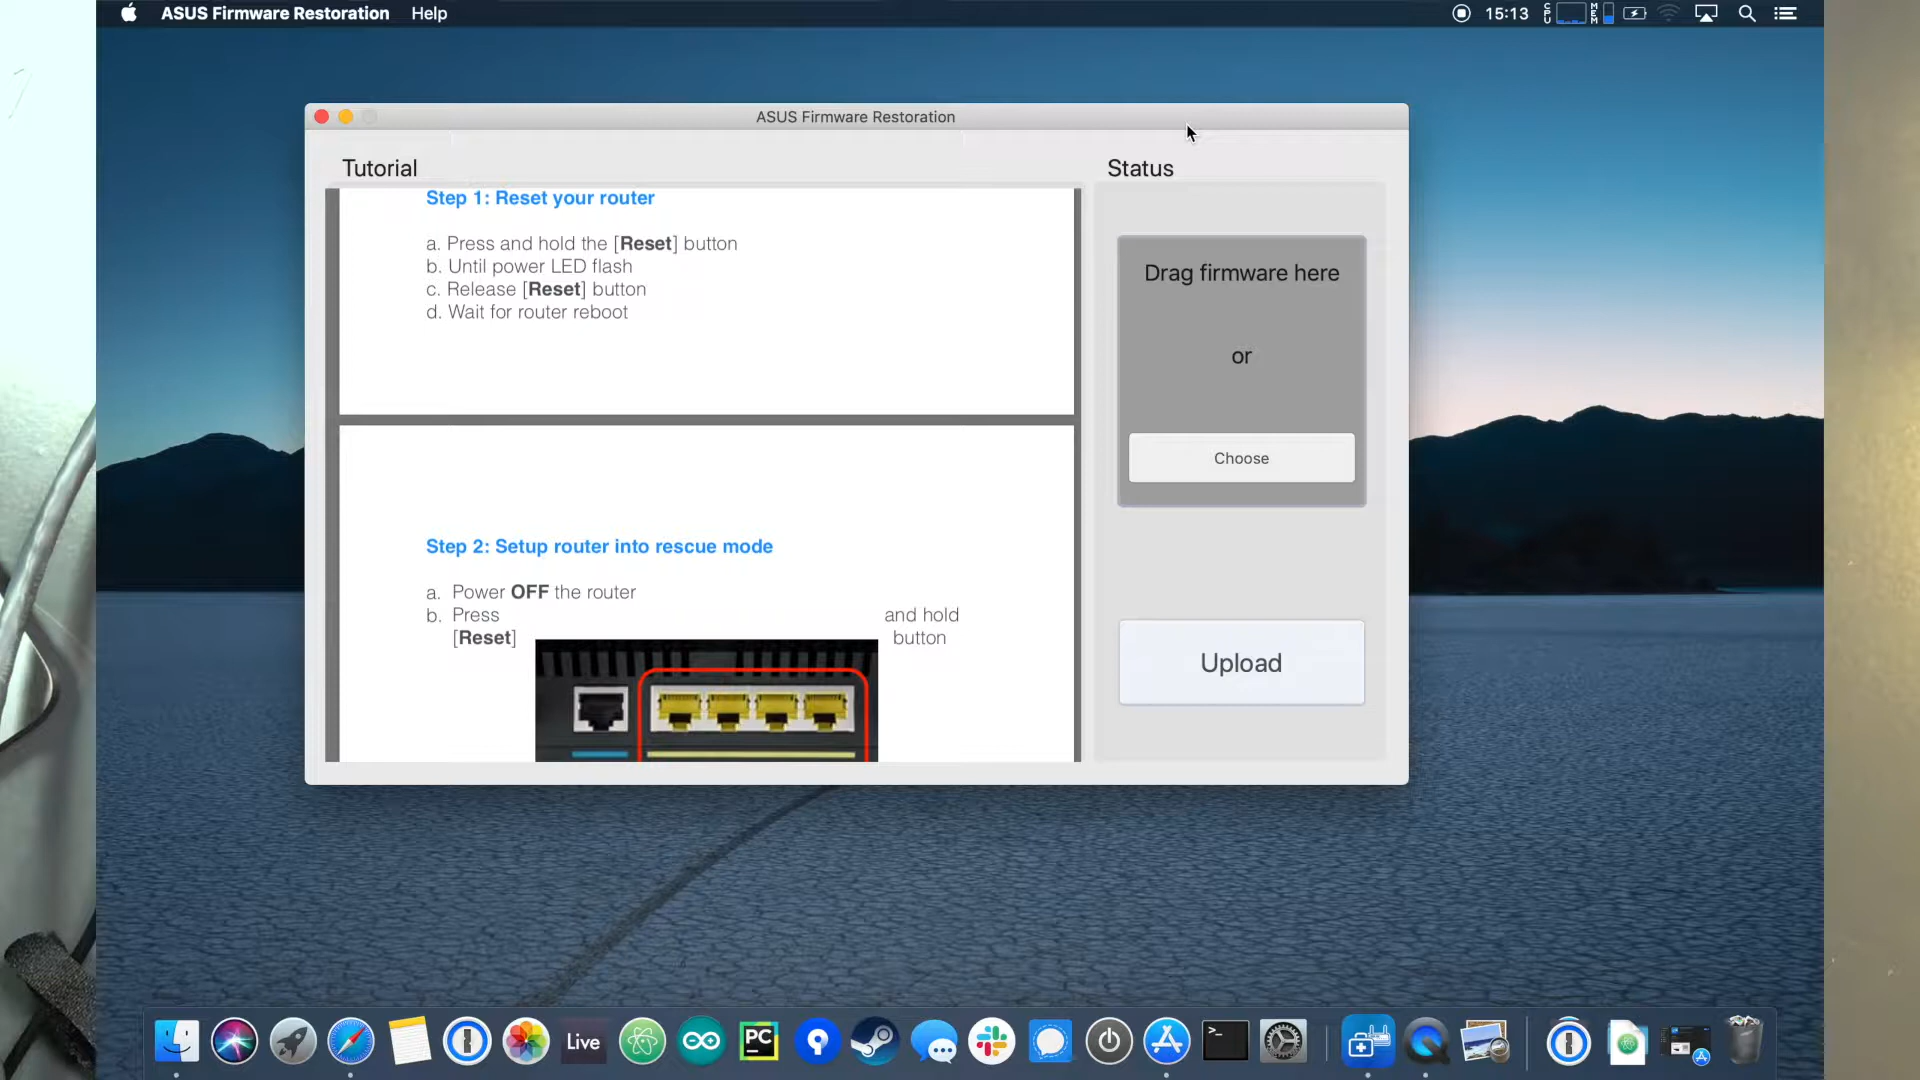 ASUS Firmware Restoration Help
15:13
CPU
MEM
ASUS Firmware Restoration
Tutorial
Status
Step 1: Reset your router
a. Press and hold the [Reset] button
b. Until power LED flash
c. Release [Reset] button
d. Wait for router reboot
Drag firmware here
or
Choose
Step 2: Setup router into rescue mode
a. Power OFF the router
b. Press and hold
[Reset] button
Upload
Live
PC
>_